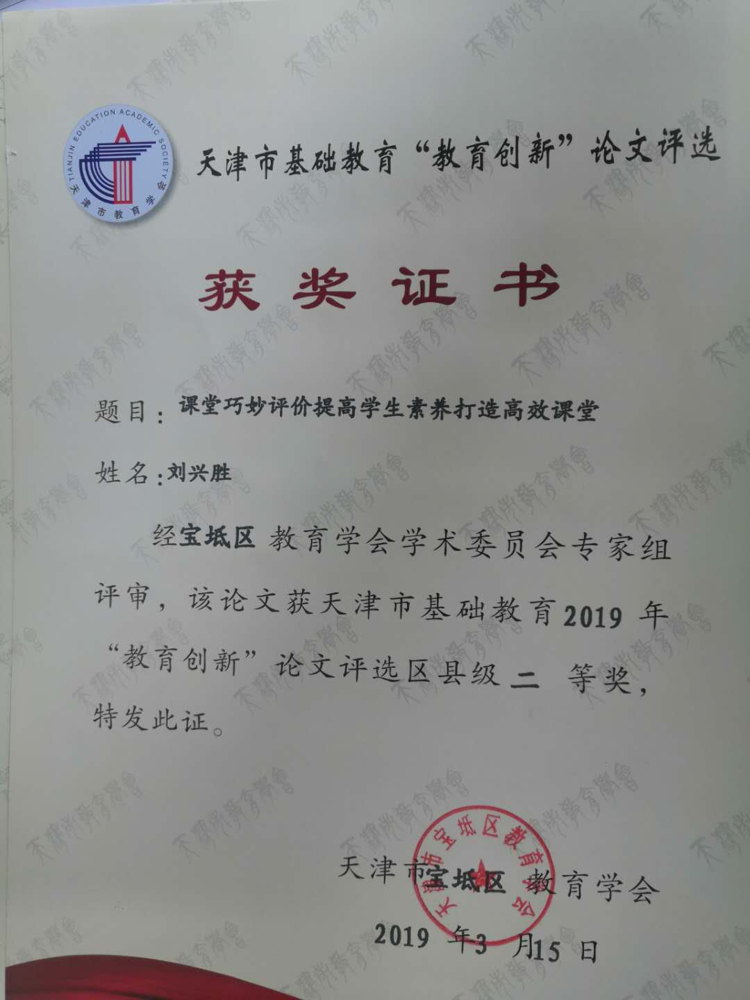 TIANJIN EDUCATION ACADEMIC SOCIETY
天津市教育学会
天津市基础教育“教育创新”论文评选
获奖证书
题目：课堂巧妙评价提高学生素养打造高效课堂
姓名：刘兴胜
经宝坻区 教育学会学术委员会专家组
评审，该论文获天津市基础教育2019 年
“教育创新”论文评选区县级 二 等奖，
特发此证。
天津市宝坻区教育学会
天津市宝坻区 教育学会
2019 年3 月15 日